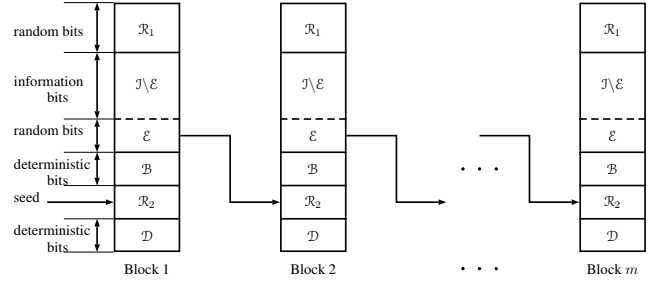 random bits
information
bits
random bits
deterministic
bits
seed
deterministic
bits
ℛ₁
ℐ\ℰ
ℰ
ℬ
ℛ₂
𝒟
Block 1
ℛ₁
ℐ\ℰ
ℰ
ℬ
ℛ₂
𝒟
Block 2
· · ·
· · ·
ℛ₁
ℐ\ℰ
ℰ
ℬ
ℛ₂
𝒟
Block m